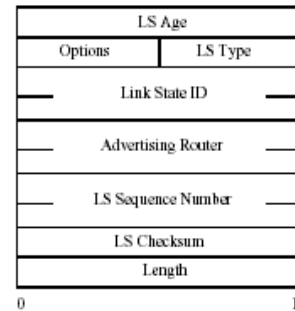 LS Age
Options LS Type
Link State ID
Advertising Router
LS Sequence Number
LS Checksum
Length
0